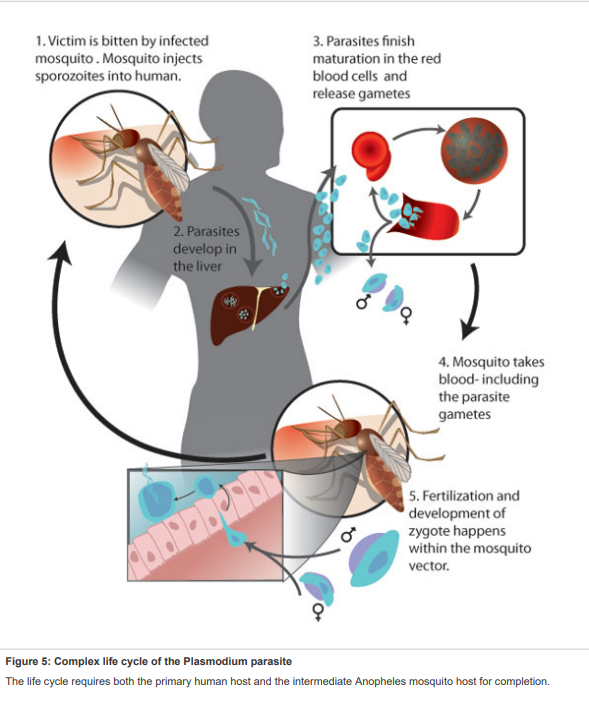 1. Victim is bitten by infected
mosquito . Mosquito injects
sporozoites into human.
2. Parasites
develop in
the liver
3. Parasites finish
maturation in the red
blood cells and
release gametes
♂
♀
4. Mosquito takes
blood- including
the parasite
gametes
5. Fertilization and
development of
zygote happens
within the mosquito
vector.
♂
♀
Figure 5: Complex life cycle of the Plasmodium parasite
The life cycle requires both the primary human host and the intermediate Anopheles mosquito host for completion.